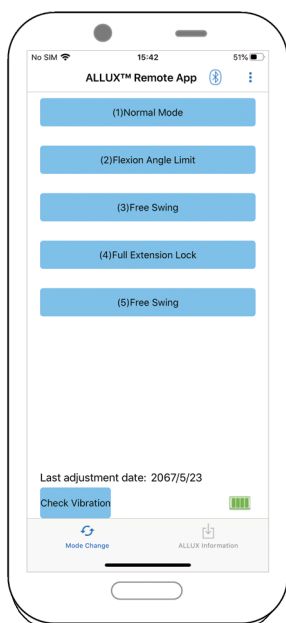 No SIM 15:42 51%
ALLUX™ Remote App
(1)Normal Mode
(2)Flexion Angle Limit
(3)Free Swing
(4)Full Extension Lock
(5)Free Swing
Last adjustment date: 2067/5/23
Check Vibration
Mode Change ALLUX Information